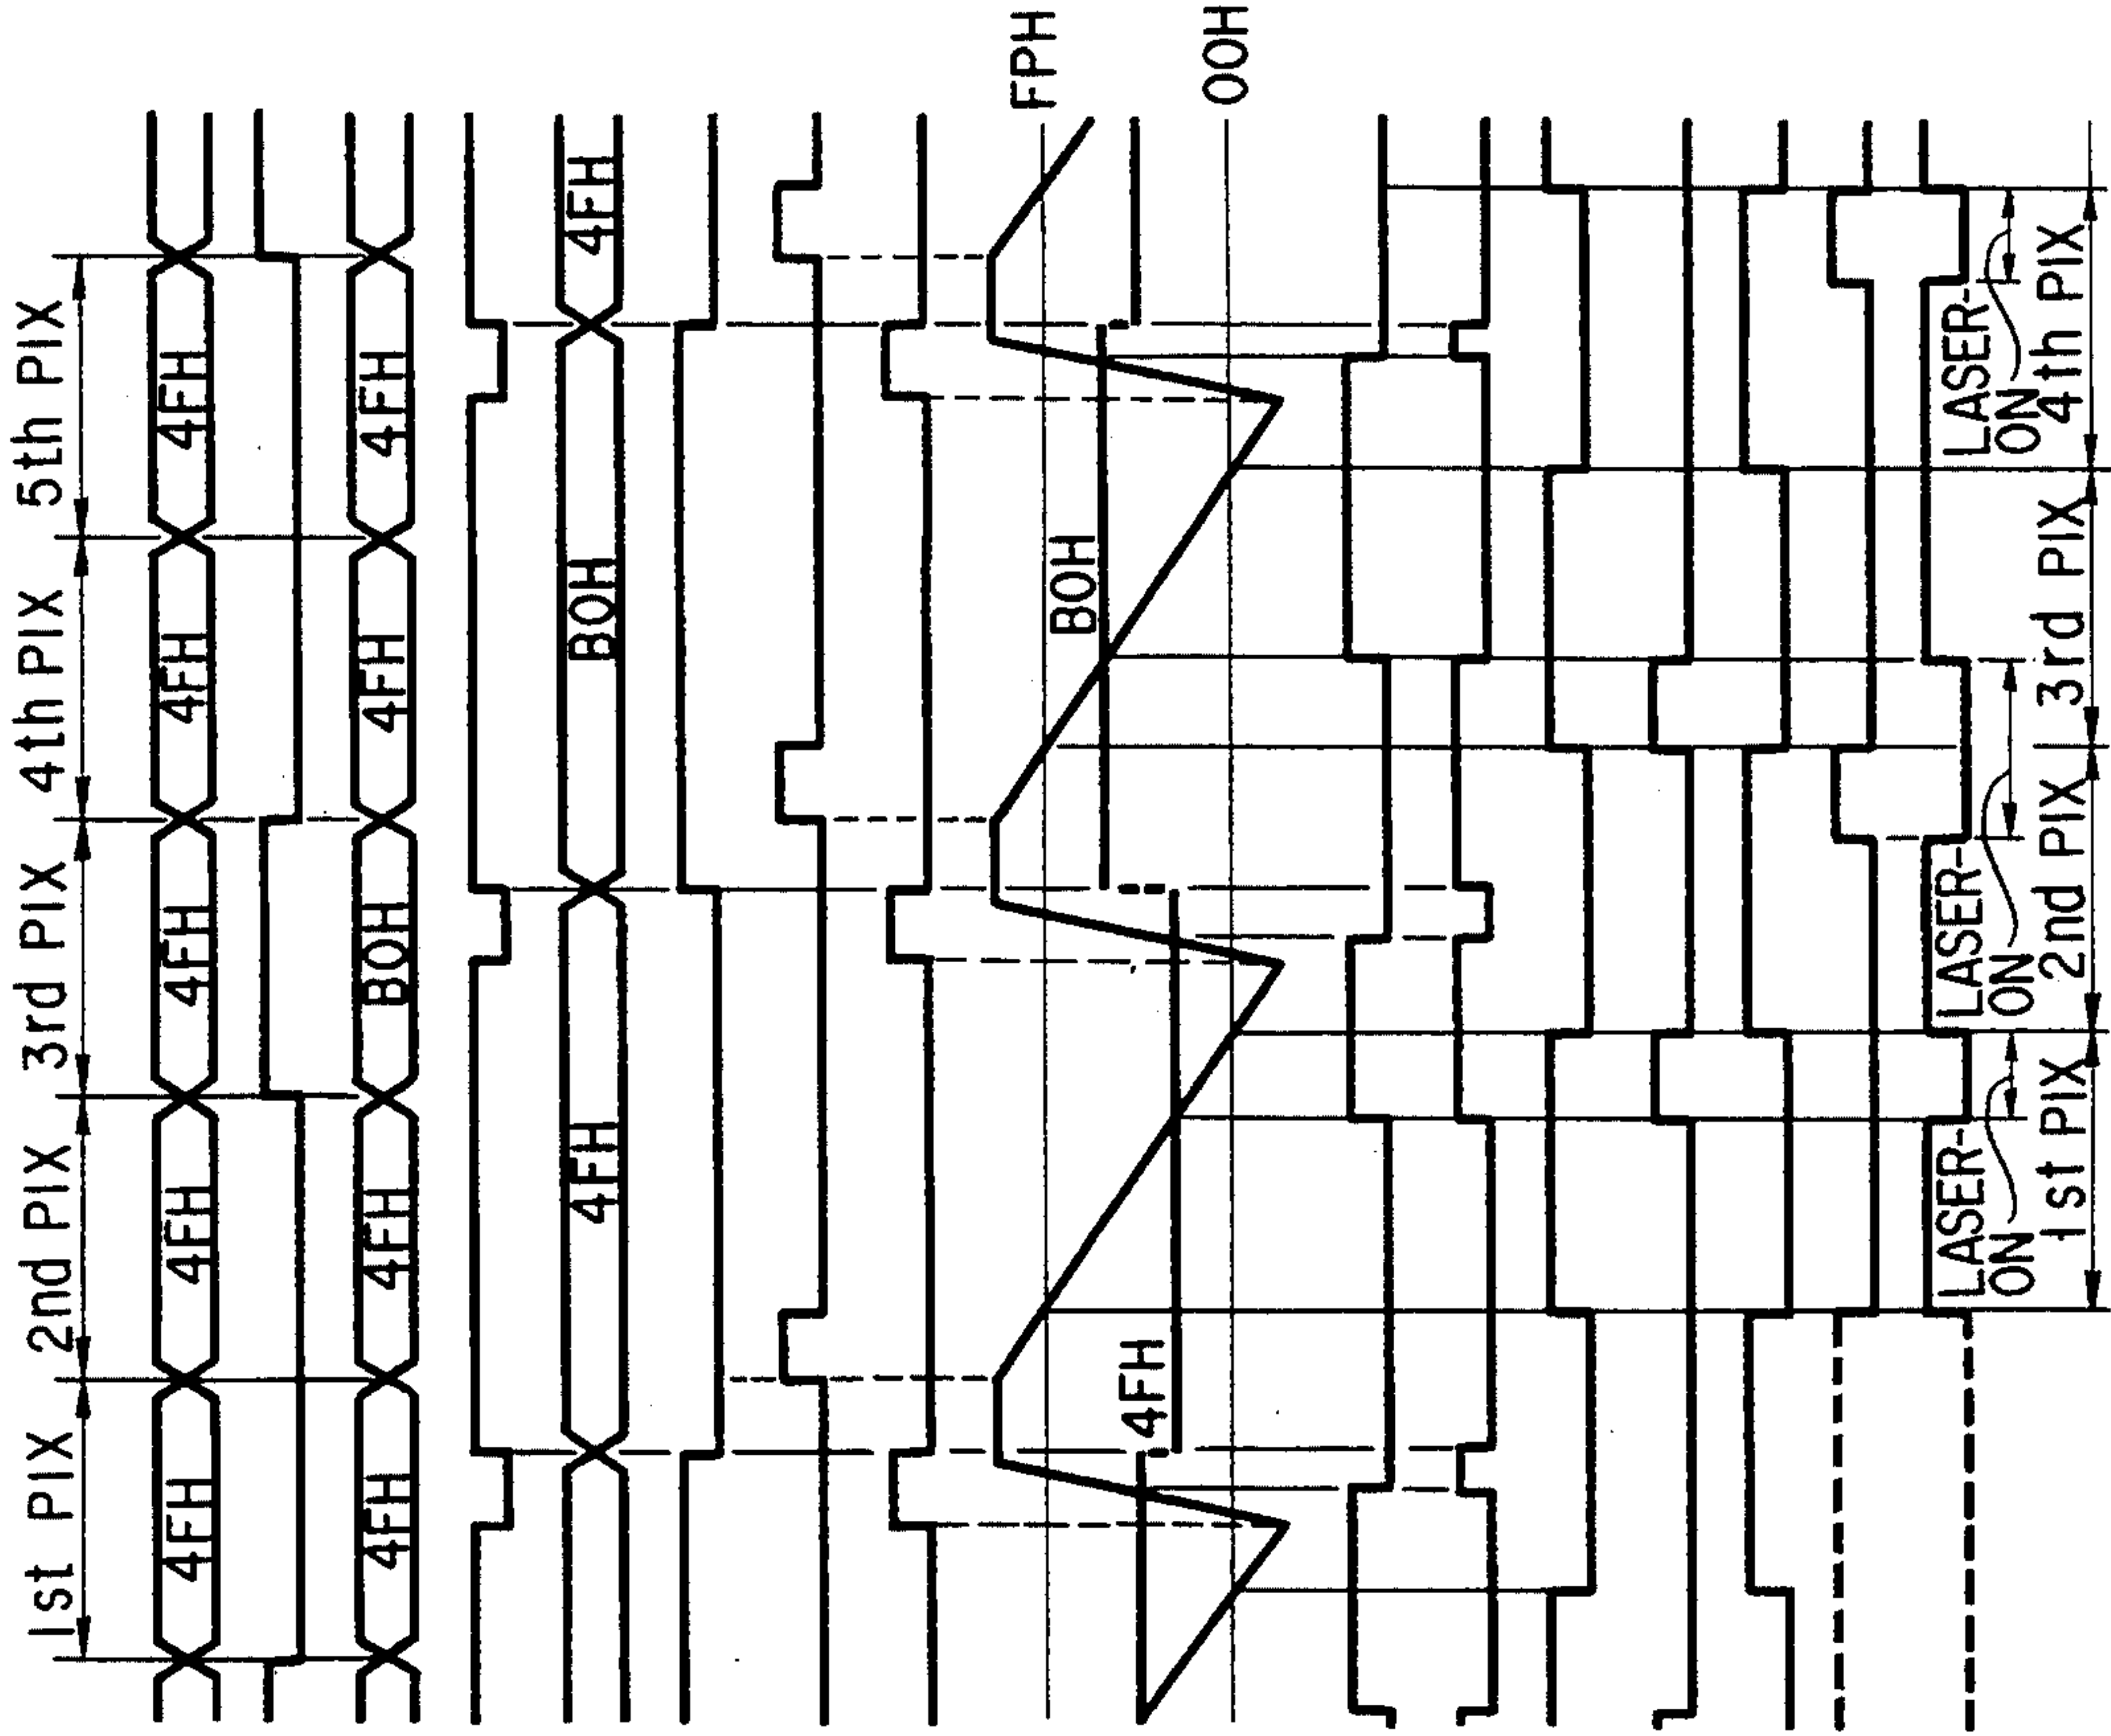 1st PIX 2nd PIX 3rd PIX 4th PIX 5th PIX
4FH 4FH 4FH 4FH 4FH
4FH 4FH B0H 4FH 4FH
4FH B0H 4FH
FPH
B0H
4FH
00H
LASER- LASER- LASER-
ON ON ON
1st PIX 2nd PIX 3rd PIX 4th PIX